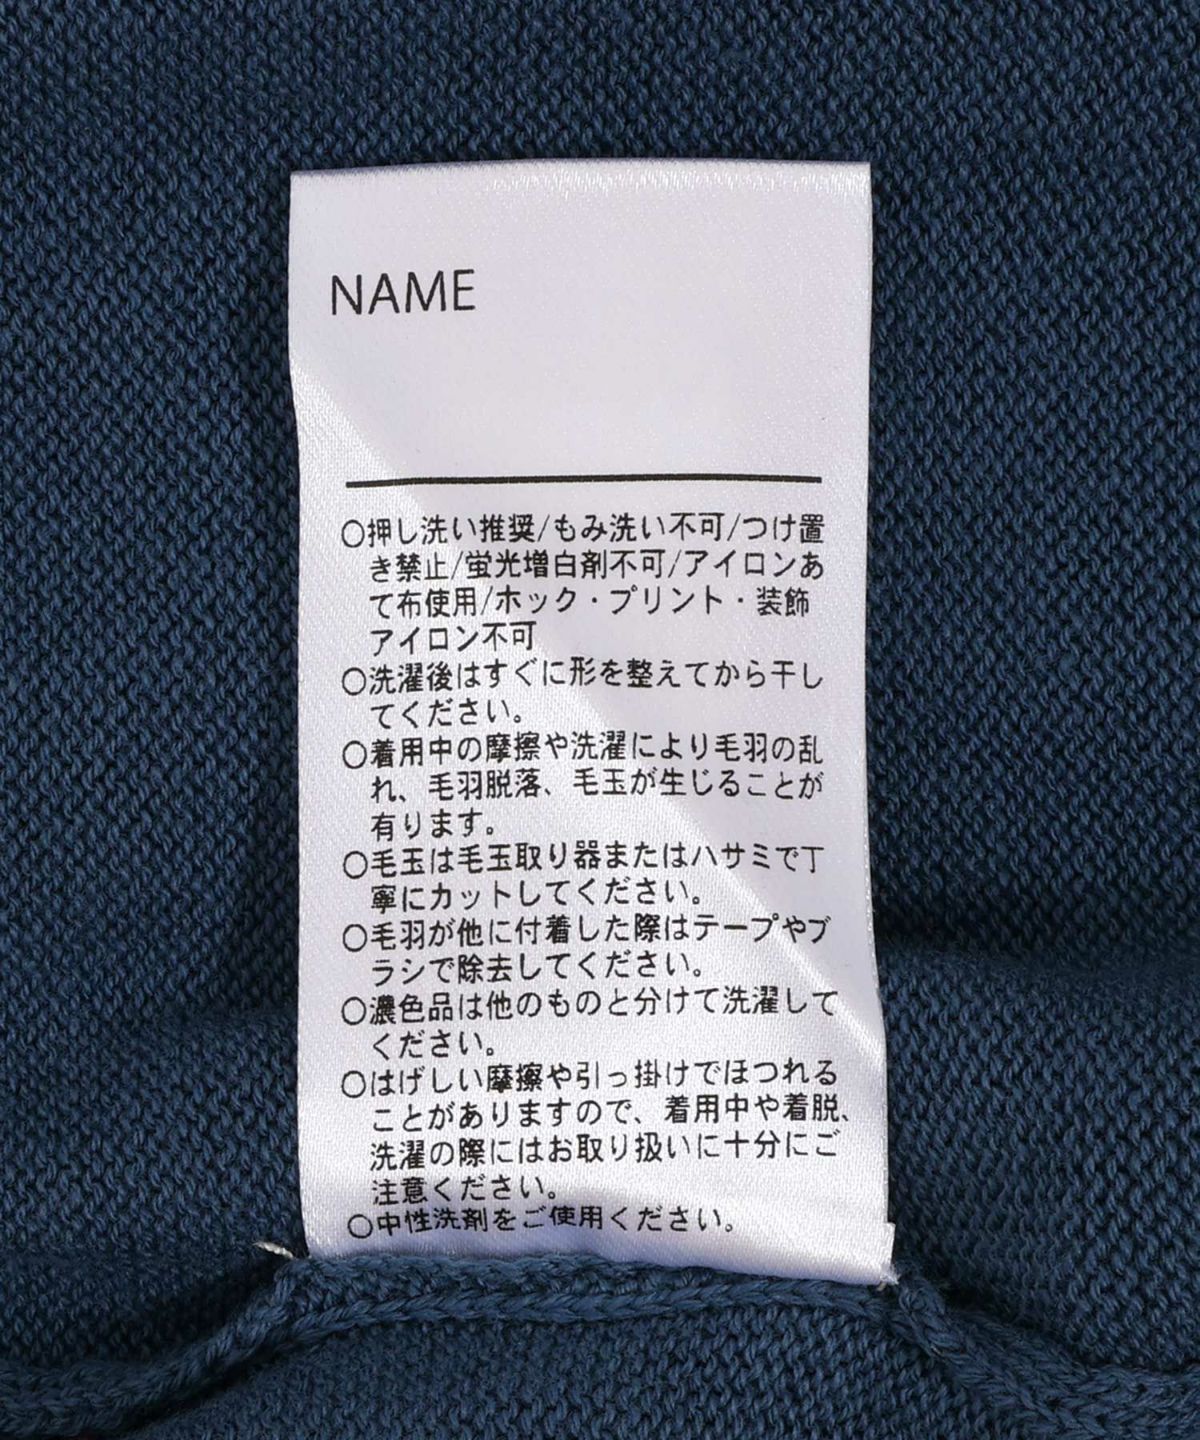 NAME
○押し洗い推奨/もみ洗い不可/つけ置
き禁止/蛍光増白剤不可/アイロンあ
て布使用/ホック・プリント・装飾
アイロン不可
○洗濯後はすぐに形を整えてから干し
てください。
○着用中の摩擦や洗濯により毛羽の乱
れ、毛羽脱落、毛玉が生じることが
有ります。
○毛玉は毛玉取り器またはハサミで丁
寧にカットしてください。
○毛羽が他に付着した際はテープやブ
ラシで除去してください。
○濃色品は他のものと分けて洗濯して
ください。
○はげしい摩擦や引っ掛けでほつれる
ことがありますので、着用中や着脱、
洗濯の際にはお取り扱いに十分にご
注意ください。
○中性洗剤をご使用ください。